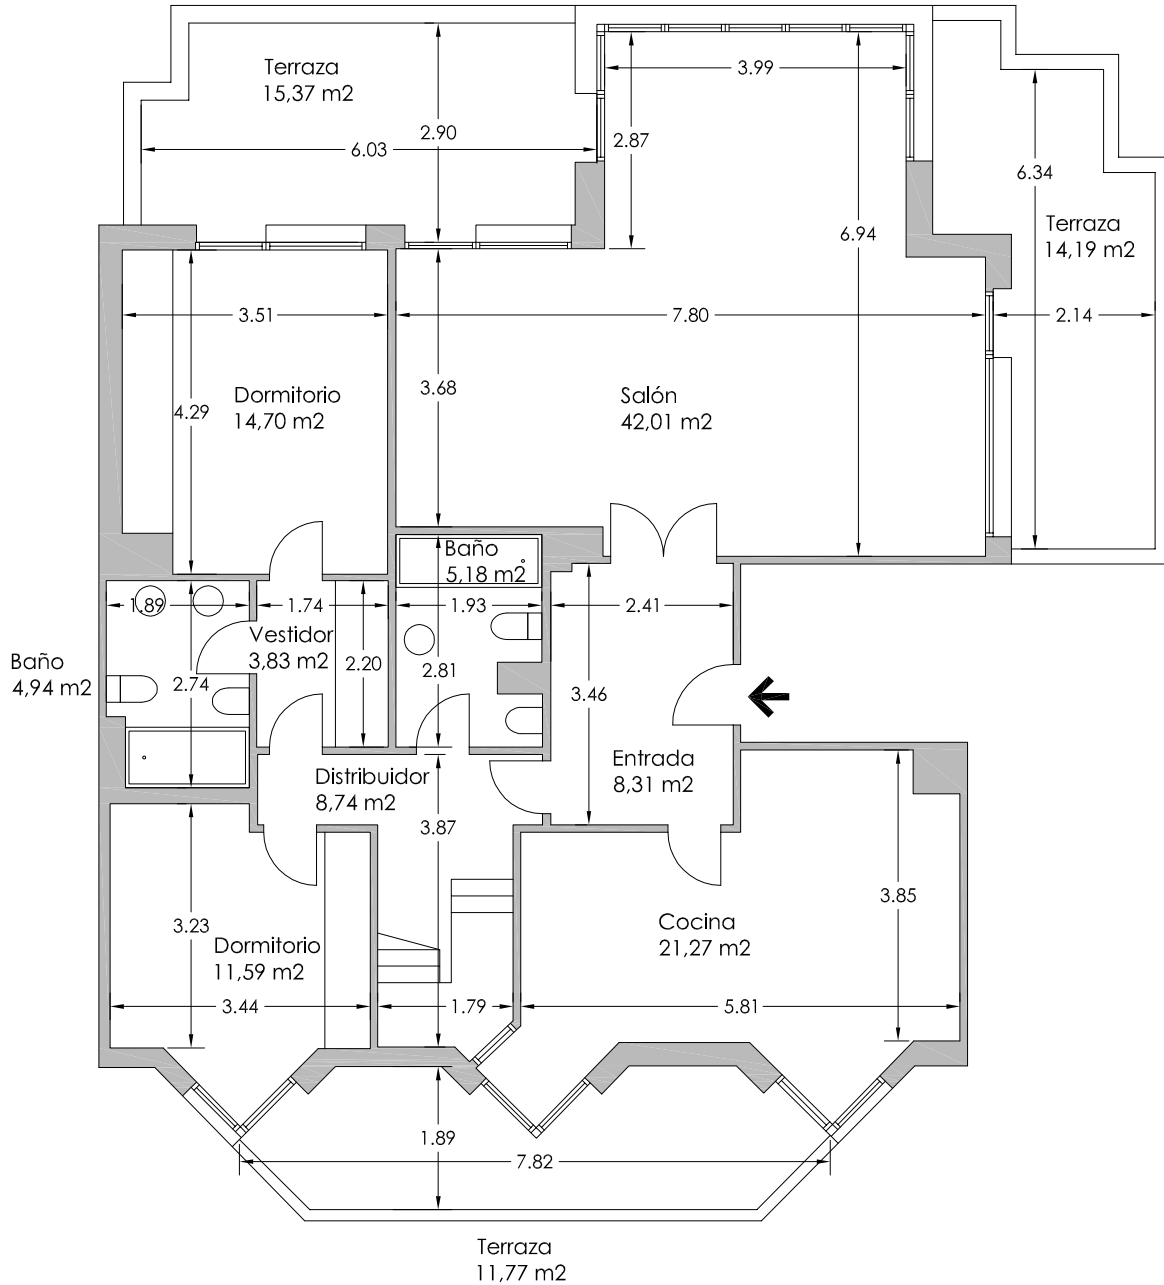 Terraza
15,37 m2
3.99
2.90
2.87
6.03
6.34
Terraza
14,19 m2
6.94
3.51
7.80
2.14
Dormitorio
14,70 m2
4.29
3.68
Salón
42,01 m2
Baño
5,18 m2
1.89
1.74
1.93
2.41
Vestidor
3,83 m2
2.20
2.81
Baño
4,94 m2
2.74
3.46
Entrada
8,31 m2
Distribuidor
8,74 m2
3.87
3.85
3.23
Dormitorio
11,59 m2
Cocina
21,27 m2
3.44
1.79
5.81
1.89
7.82
Terraza
11,77 m2